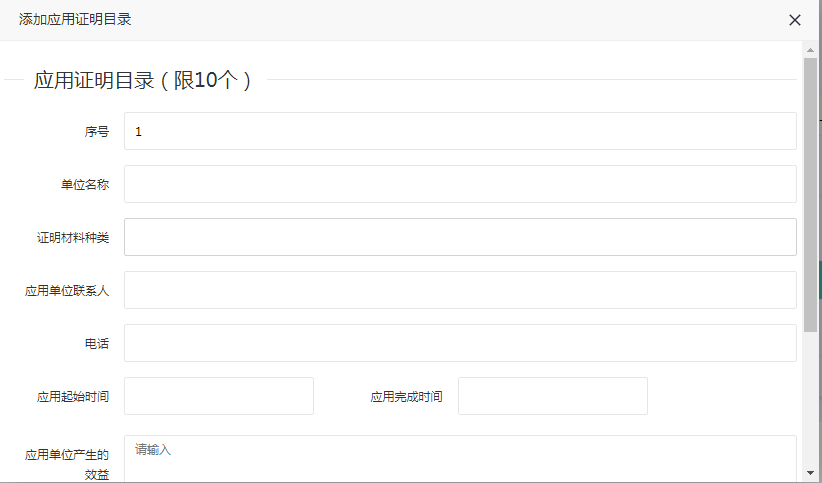 添加应用证明目录
应用证明目录（限10个）
序号 1
单位名称
证明材料种类
应用单位联系人
电话
应用起始时间 应用完成时间
应用单位产生的 请输入
效益